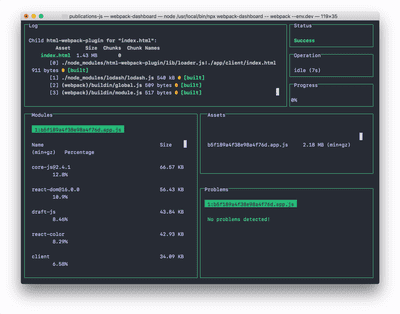 publications-js — webpack-dashboard — node /usr/local/bin/npx webpack-dashboard -- webpack --env.dev — 119×35
Log
Child html-webpack-plugin for "index.html":
Asset Size Chunks Chunk Names
index.html 1.43 MB 0
[0] ./node_modules/html-webpack-plugin/lib/loader.js!./app/client/index.html
911 bytes 0 [built]
[1] ./node_modules/lodash/lodash.js 540 kB 0 [built]
[2] (webpack)/buildin/global.js 509 bytes 0 [built]
[3] (webpack)/buildin/module.js 517 bytes 0 [built]
Status
Success
Operation
idle (7s)
Progress
0%
Modules
1:b5f189a4f38e98a4f76d.app.js
Name Size
(min+gz) Percentage
core-js@2.4.1 66.57 KB
12.8%
react-dom@16.0.0 56.43 KB
10.9%
draft-js 43.84 KB
8.46%
react-color 42.93 KB
8.29%
client 34.09 KB
6.58%
Assets
b5f189a4f38e98a4f76d.app.js 2.18 MB (min+gz)
Problems
1:b5f189a4f38e98a4f76d.app.js
No problems detected!